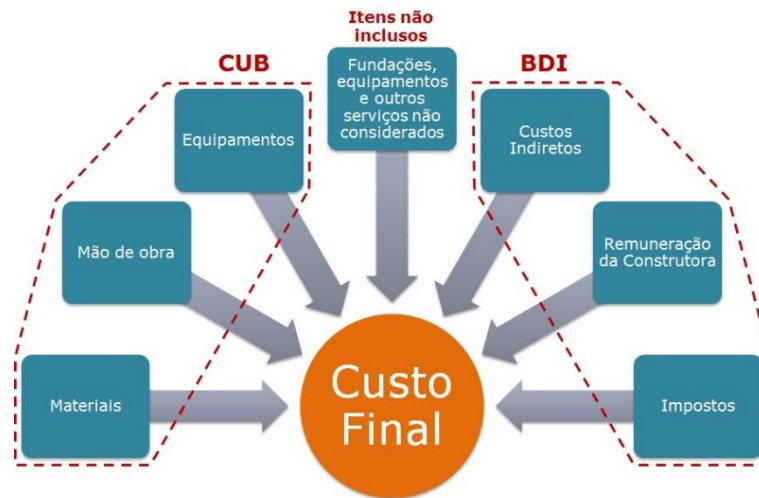 Itens não
inclusos
CUB
BDI
Fundações,
equipamentos
e outros
serviços não
considerados
Equipamentos
Custos
Indiretos
Mão de obra
Remuneração
da Construtora
Materiais
Custo
Final
Impostos